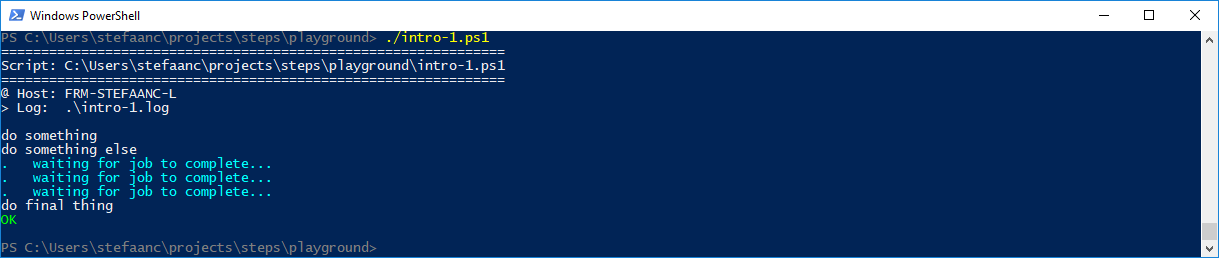 Windows PowerShell
PS C:\Users\stefaanc\projects\steps\playground> ./intro-1.ps1
===============================================================
Script: C:\Users\stefaanc\projects\steps\playground\intro-1.ps1
===============================================================
@ Host: FRM-STEFAANC-L
> Log:  .\intro-1.log
do something
do something else
.   waiting for job to complete...
.   waiting for job to complete...
.   waiting for job to complete...
do final thing
OK
PS C:\Users\stefaanc\projects\steps\playground>